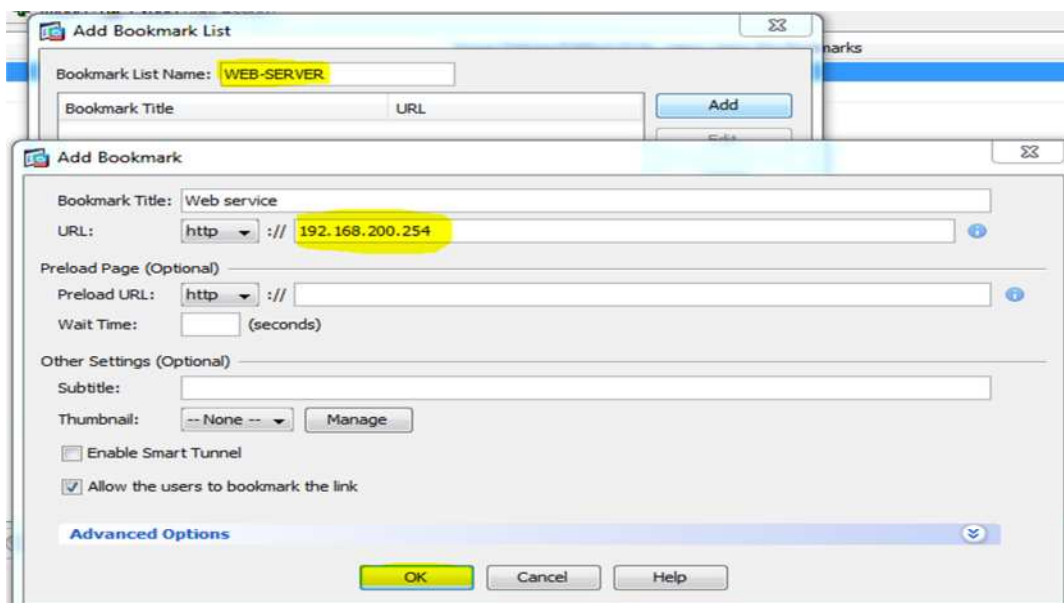 Add Bookmark List
marks
Bookmark List Name: WEB-SERVER
Bookmark Title URL
Add
Edit
Add Bookmark
Bookmark Title: Web service
URL: http :// 192.168.200.254
Preload Page (Optional)
Preload URL: http ://
Wait Time: (seconds)
Other Settings (Optional)
Subtitle:
Thumbnail: -- None -- Manage
Enable Smart Tunnel
Allow the users to bookmark the link
Advanced Options
OK Cancel Help